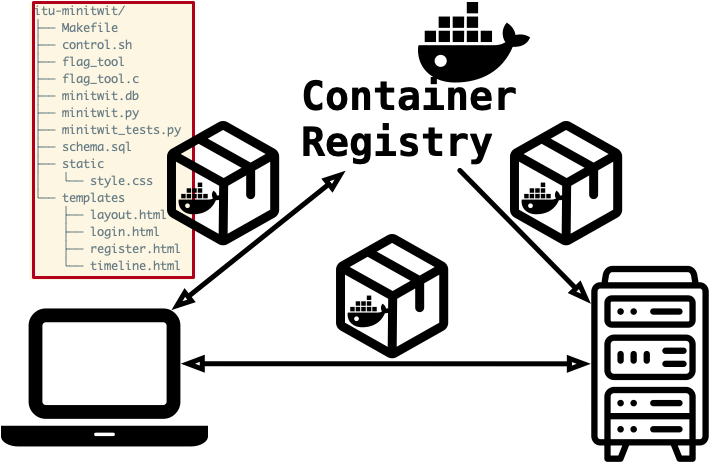 itu-minitwit/
├── Makefile
├── control.sh
├── flag_tool
├── flag_tool.c
├── minitwit.db
├── minitwit.py
├── minitwit_tests.py
├── schema.sql
├── static
│   └── style.css
└── templates
    ├── layout.html
    ├── login.html
    ├── register.html
    └── timeline.html
Container
Registry